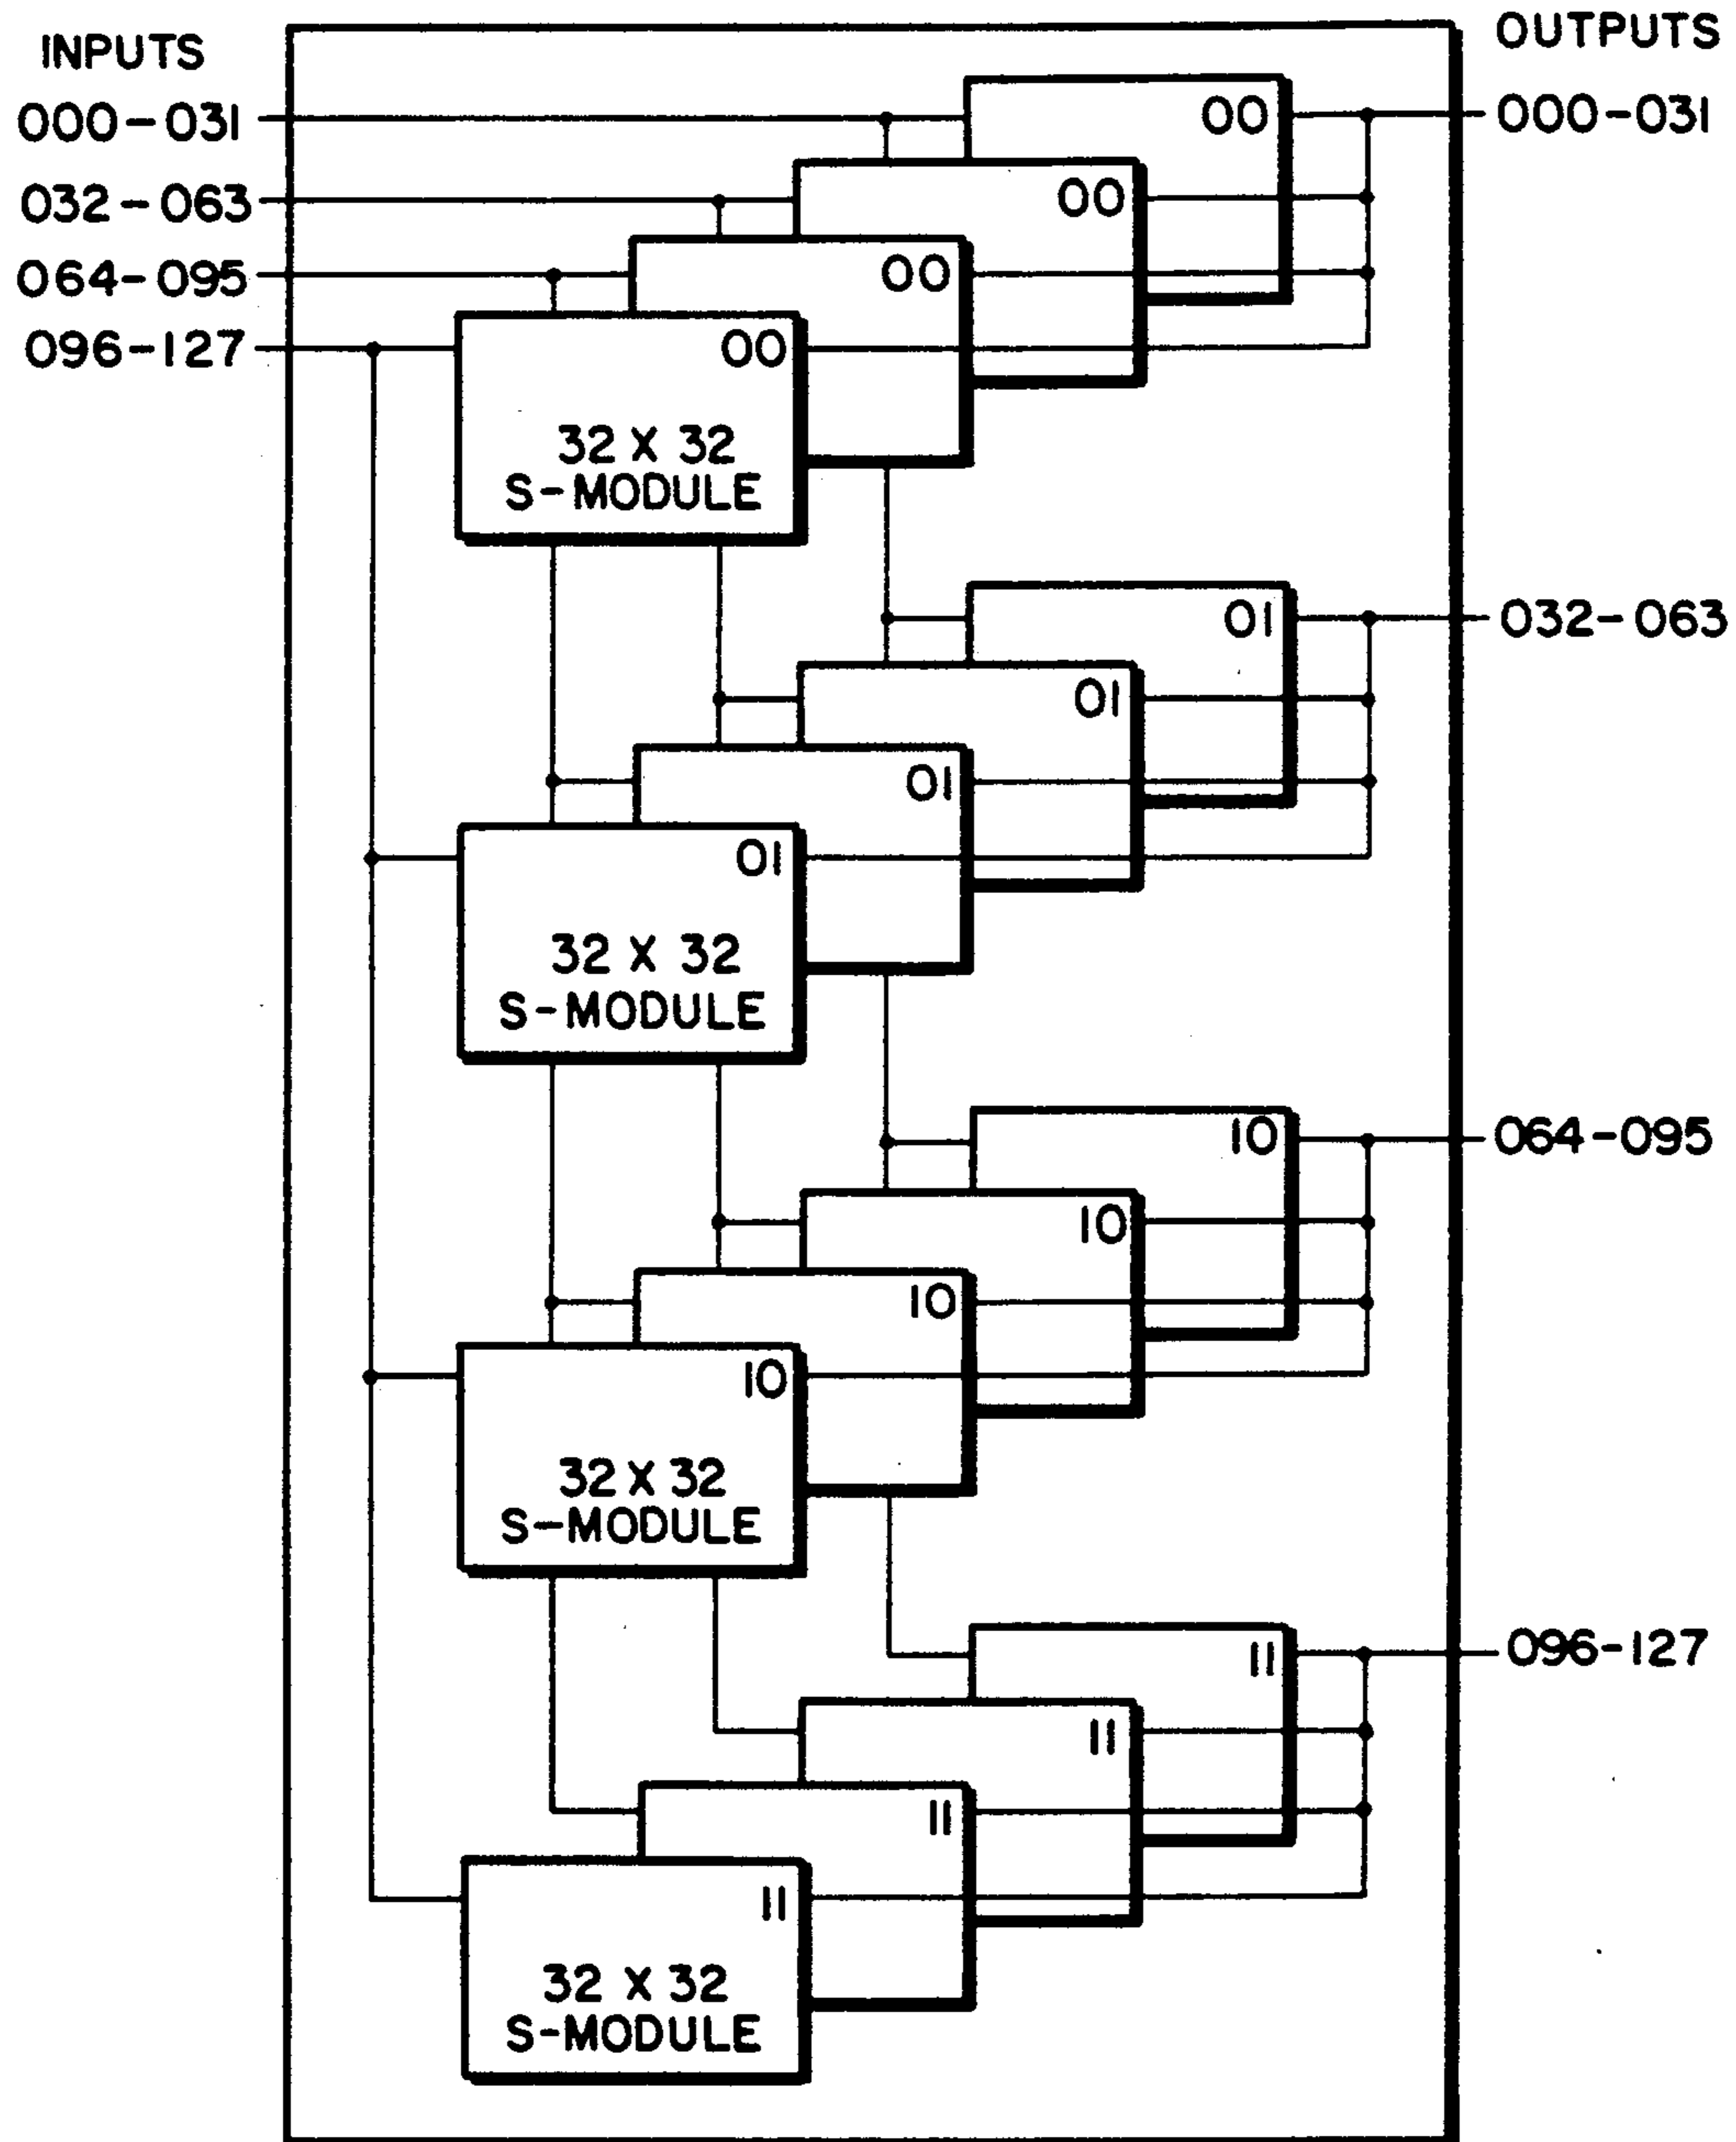 INPUTS
000-031
032-063
064-095
096-127
OUTPUTS
000-031
032-063
064-095
096-127
00
00
00
00
32 X 32
S-MODULE
01
01
01
01
32 X 32
S-MODULE
10
10
10
10
32 X 32
S-MODULE
11
11
11
11
32 X 32
S-MODULE